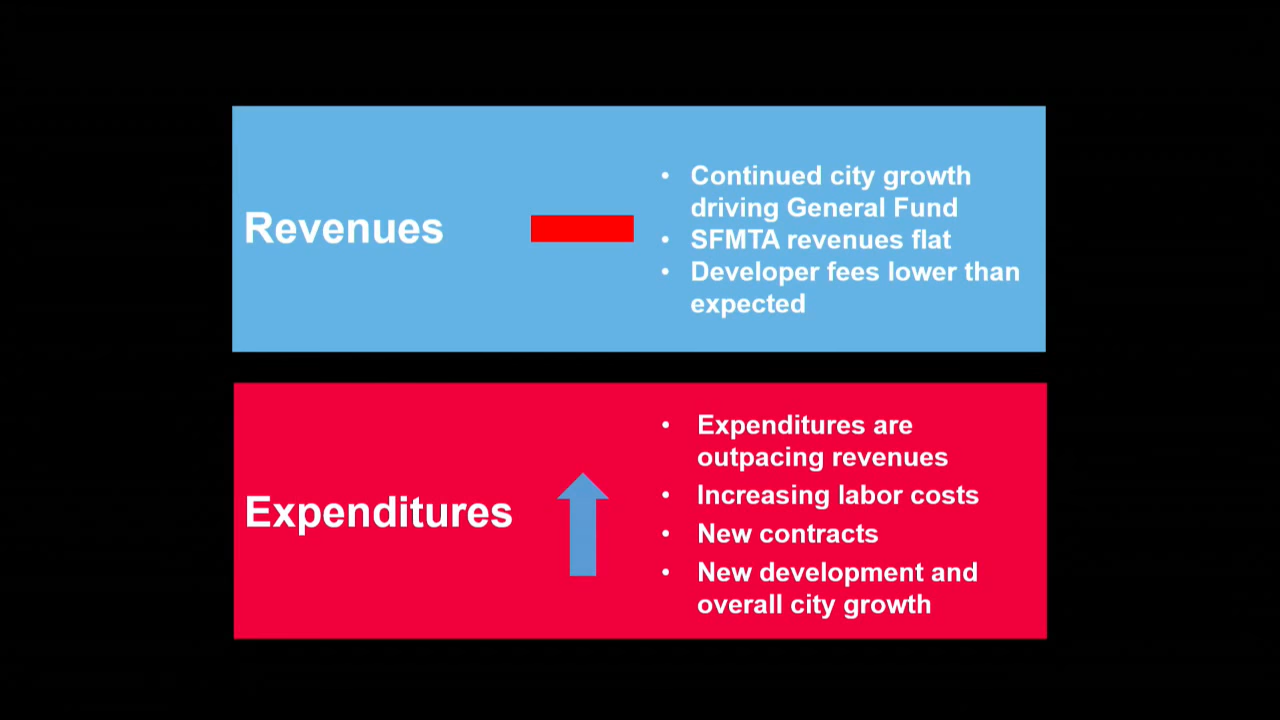 Revenues
• Continued city growth
driving General Fund
• SFMTA revenues flat
• Developer fees lower than
expected
Expenditures
• Expenditures are
outpacing revenues
• Increasing labor costs
• New contracts
• New development and
overall city growth